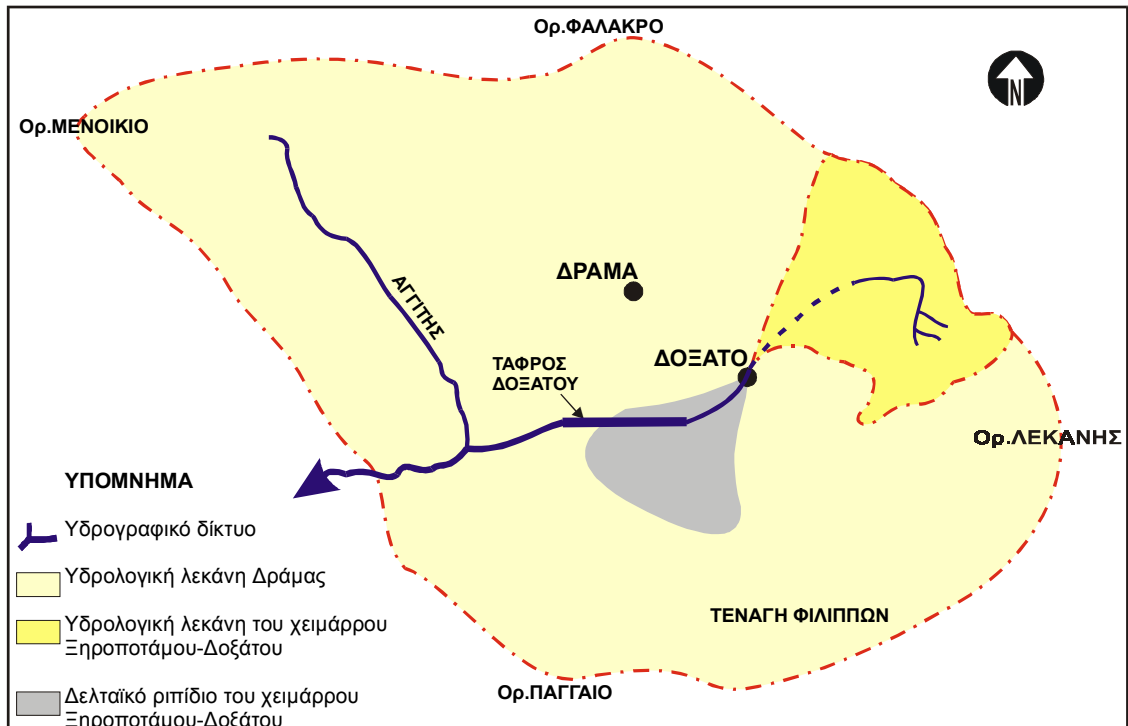 Ορ.ΦΑΛΑΚΡΟ
N
Ορ.ΜΕΝΟΙΚΙΟ
ΔΡΑΜΑ
ΑΓΓΙΤΗΣ
ΔΟΞΑΤΟ
ΤΑΦΡΟΣ
ΔΟΞΑΤΟΥ
Ορ.ΛΕΚΑΝΗΣ
ΥΠΟΜΝΗΜΑ
Υδρογραφικό δίκτυο
Υδρολογική λεκάνη Δράμας
Υδρολογική λεκάνη του χειμάρρου
Ξηροποτάμου-Δοξάτου
Δελταϊκό ριπίδιο του χειμάρρου
Ξηροποτάμου-Δοξάτου
ΤΕΝΑΓΗ ΦΙΛΙΠΠΩΝ
Ορ.ΠΑΓΓΑΙΟ